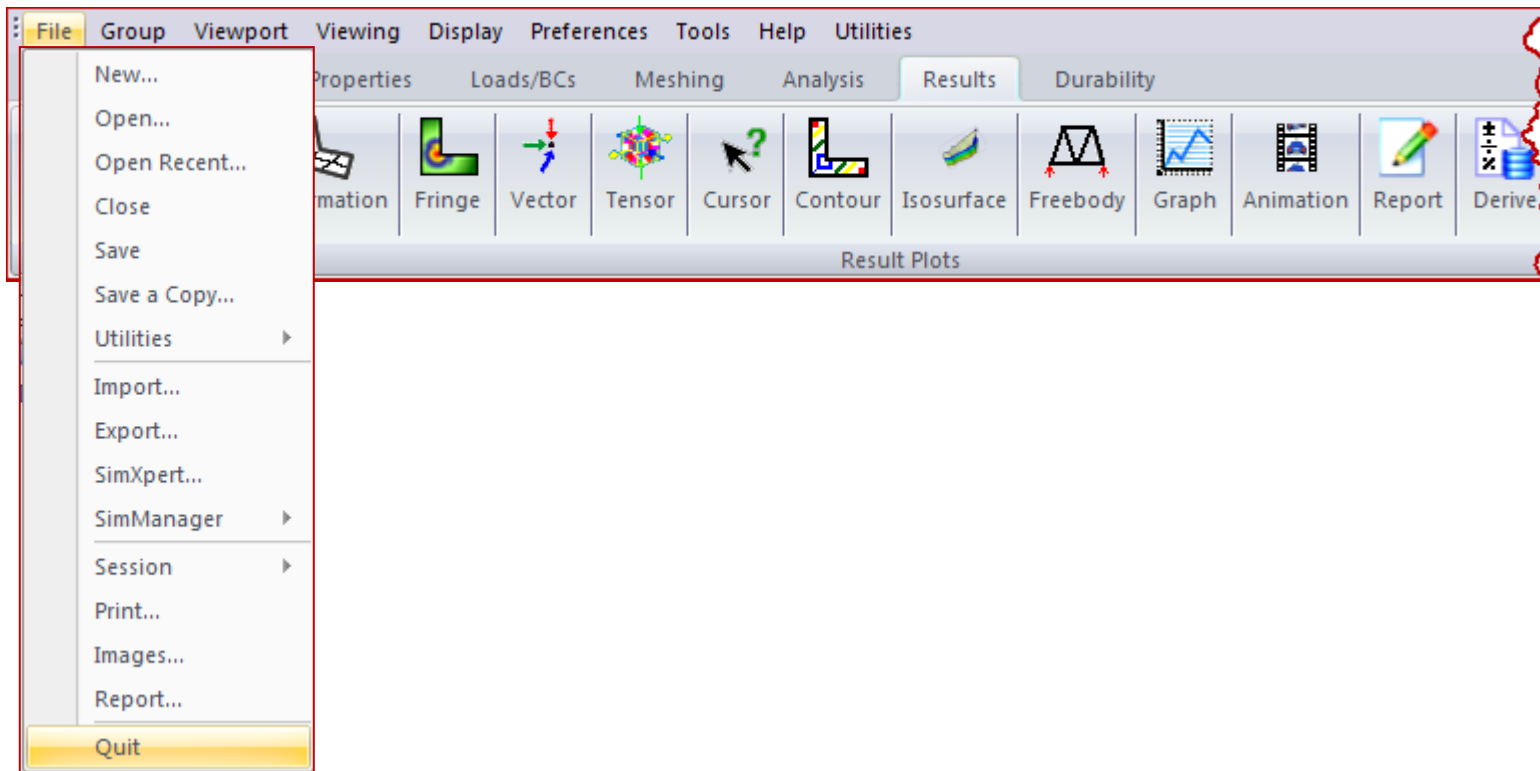 File Group Viewport Viewing Display Preferences Tools Help Utilities
Properties Loads/BCs Meshing Analysis Results Durability
mation Fringe Vector Tensor Cursor Contour Isosurface Freebody Graph Animation Report Derive
Result Plots
New...
Open...
Open Recent...
Close
Save
Save a Copy...
Utilities
Import...
Export...
SimXpert...
SimManager
Session
Print...
Images...
Report...
Quit